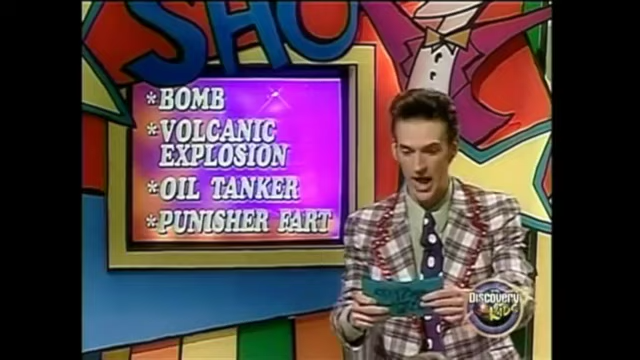 SHO
*BOMB
*VOLCANIC
EXPLOSION
*OIL TANKER
*PUNISHER FART
Discovery
KIDS